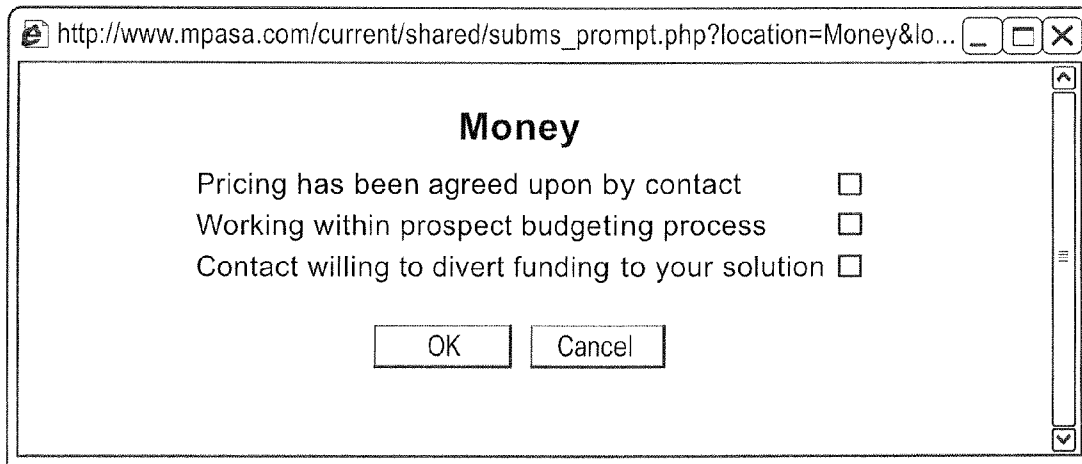 http://www.mpasa.com/current/shared/subms_prompt.php?location=Money&lo...
Money
Pricing has been agreed upon by contact
Working within prospect budgeting process
Contact willing to divert funding to your solution
OK Cancel